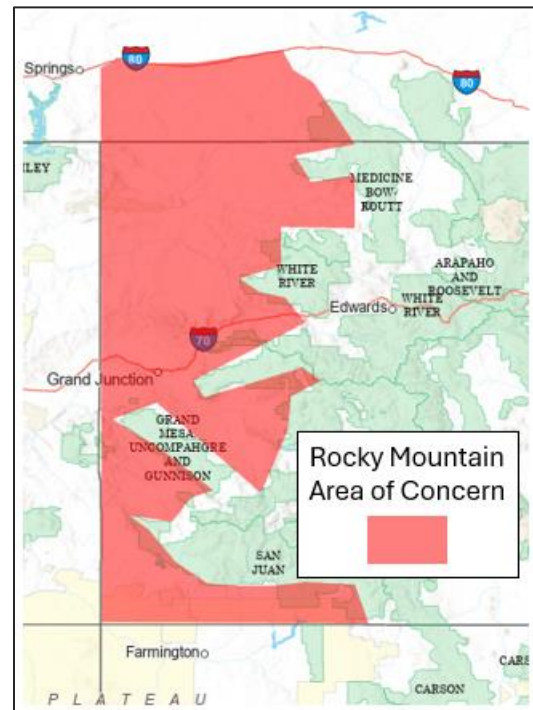 Springs
80
80
LEY
MEDICINE
BOW-
ROUTT
ARAPAHO
AND
ROOSEVELT
WHITE
RIVER
WHITE
RIVER
Edwards
70
Grand Junction
GRAND
MESA,
UNCOMPAHGRE
AND
GUNNISON
Rocky Mountain
Area of Concern
SAN
JUAN
Farmington
CARS
CARSON
PLATEAU